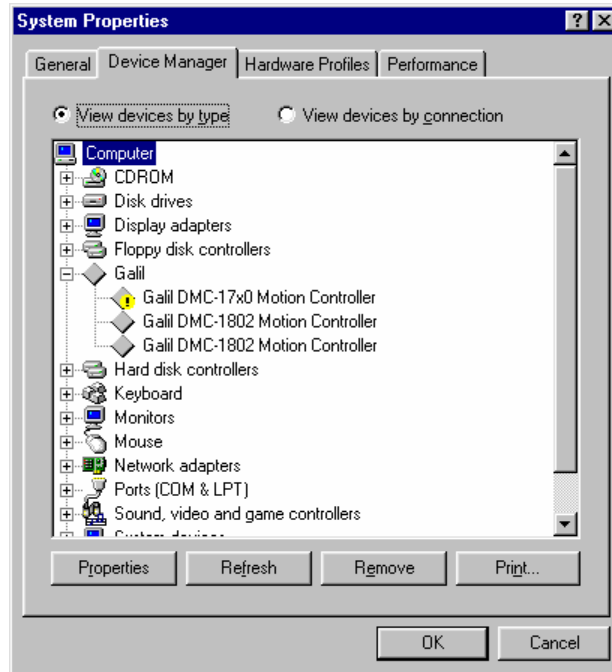 System Properties
General Device Manager Hardware Profiles Performance
View devices by type View devices by connection
Computer
CDROM
Disk drives
Display adapters
Floppy disk controllers
Galil
Galil DMC-17x0 Motion Controller
Galil DMC-1802 Motion Controller
Galil DMC-1802 Motion Controller
Hard disk controllers
Keyboard
Monitors
Mouse
Network adapters
Ports (COM & LPT)
Sound, video and game controllers
System devices
Properties Refresh Remove Print...
OK Cancel